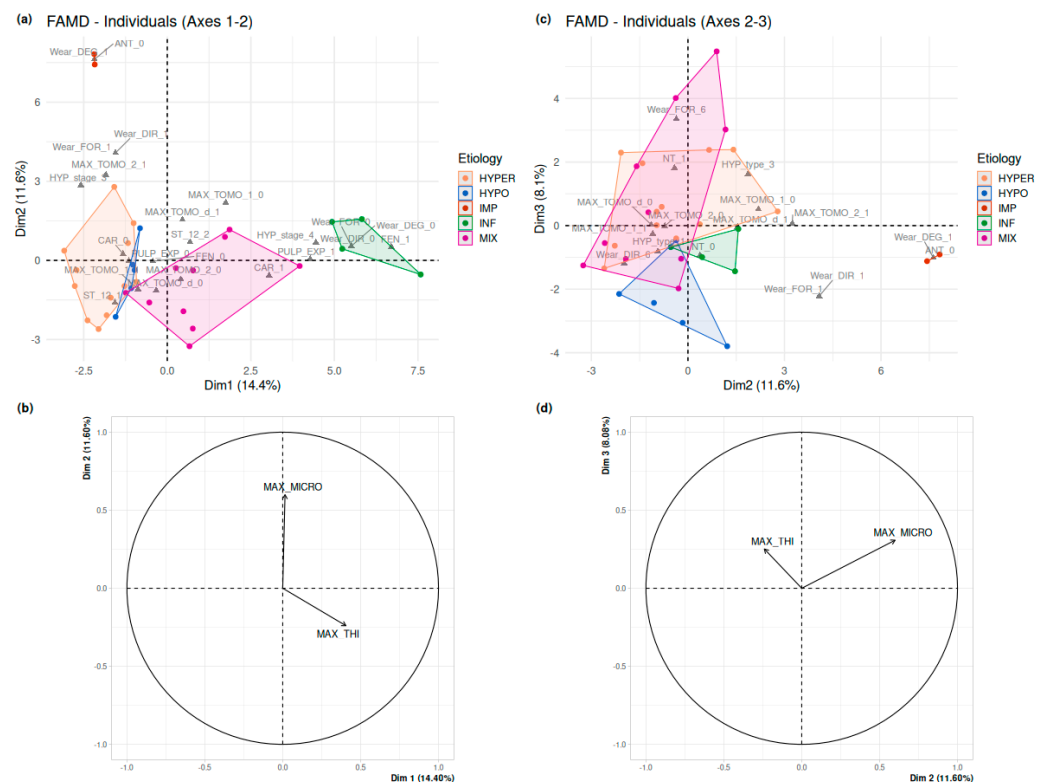 (a) FAMD - Individuals (Axes 1-2)
ANT_0
Wear_DEG_1
6
Wear_DIR_1
Wear_FOR_1
MAX_TOMO_2_1
HYP_stage_3
3
MAX_TOMO_1_0
MAX_TOMO_d_1
ST_12_2
HYP_stage_4
Wear_FOR_0
Wear_DEG_0
CAR_0
Wear_DIR_0
FEN_1
PULP_EXP_0
FEN_0
PULP_EXP_1
0
MAX_TOMO_1
MAX_TOMO_2_0
CAR_1
MAX_TOMO_d_0
ST_12_1
-3
Dim2 (11.6%)
-2.5
0.0
2.5
5.0
7.5
Dim1 (14.4%)
Etiology
HYPER
HYPO
IMP
INF
MIX
(c) FAMD - Individuals (Axes 2-3)
4
Wear_FOR_6
2
NT_1
HYP_type_3
MAX_TOMO_d_0
MAX_TOMO_1_0
MAX_TOMO_2_0
MAX_TOMO_d_1
MAX_TOMO_2_1
0
MAX_TOMO_1_1
HYP_type_1
NT_0
Wear_DEG_1
ANT_0
Wear_DIR_6
Wear_DIR_1
Wear_FOR_1
-2
-4
Dim3 (8.1%)
-3
0
3
6
Dim2 (11.6%)
Etiology
HYPER
HYPO
IMP
INF
MIX
(b)
Dim 2 (11.60%)
1.0
0.5
0.0
-0.5
-1.0
MAX_MICRO
MAX_THI
-1.0
-0.5
0.0
0.5
1.0
Dim 1 (14.40%)
(d)
Dim 3 (8.08%)
1.0
0.5
0.0
-0.5
-1.0
MAX_MICRO
MAX_THI
-1.0
-0.5
0.0
0.5
1.0
Dim 2 (11.60%)